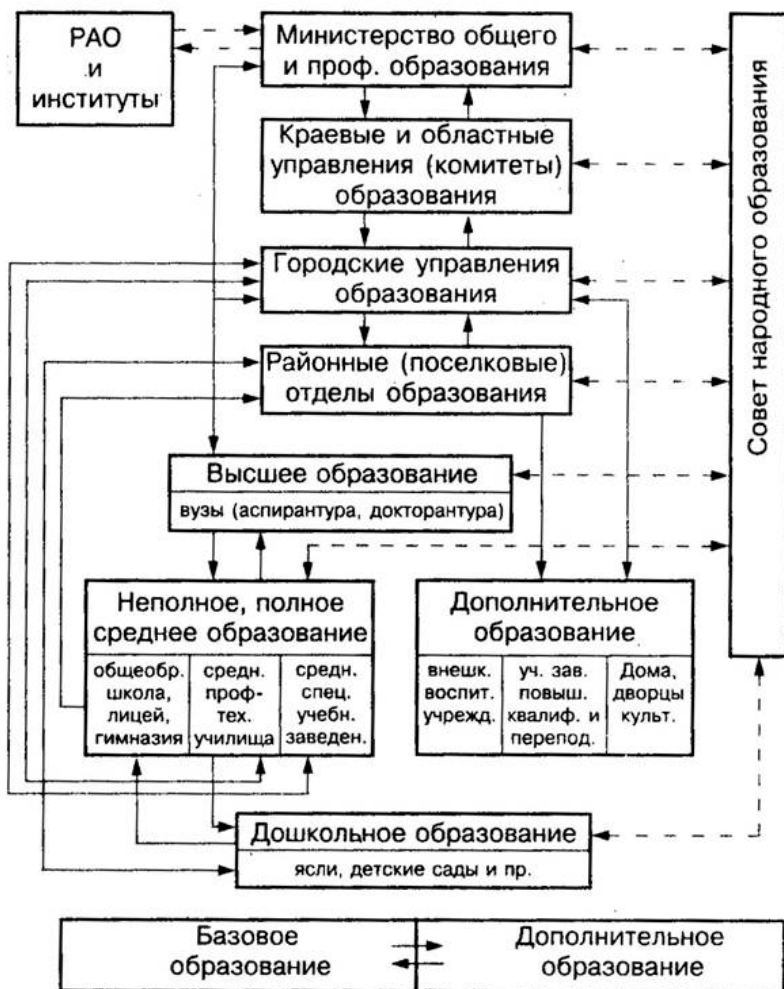 РАО
и
институты
Министерство общего
и проф. образования
Краевые и областные
управления (комитеты)
образования
Городские управления
образования
Районные (поселковые)
отделы образования
Совет народного образования
Высшее образование
вузы (аспирантура, докторантура)
Неполное, полное
среднее образование
общеобр.
школа,
лицей,
гимназия
средн.
проф-
тех.
училища
средн.
спец.
учебн.
заведен.
Дополнительное
образование
внешк.
воспит.
учрежд.
уч. зав.
повыш.
квалиф. и
перепод.
Дома,
дворцы
культ.
Дошкольное образование
ясли, детские сады и пр.
Базовое
образование
Дополнительное
образование